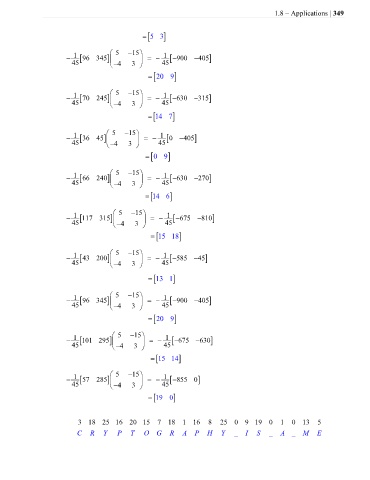 1.8 – Applications | 349
= [5 3]
− 1/45 [96 345] ( 5 −15 −4 3 ) = − 1/45 [−900 −405]
= [20 9]
− 1/45 [70 245] ( 5 −15 −4 3 ) = − 1/45 [−630 −315]
= [14 7]
− 1/45 [36 45] ( 5 −15 −4 3 ) = − 1/45 [0 −405]
= [0 9]
− 1/45 [66 240] ( 5 −15 −4 3 ) = − 1/45 [−630 −270]
= [14 6]
− 1/45 [117 315] ( 5 −15 −4 3 ) = − 1/45 [−675 −810]
= [15 18]
− 1/45 [43 200] ( 5 −15 −4 3 ) = − 1/45 [−585 −45]
= [13 1]
− 1/45 [96 345] ( 5 −15 −4 3 ) = − 1/45 [−900 −405]
= [20 9]
− 1/45 [101 295] ( 5 −15 −4 3 ) = − 1/45 [−675 −630]
= [15 14]
− 1/45 [57 285] ( 5 −15 −4 3 ) = − 1/45 [−855 0]
= [19 0]
3 18 25 16 20 15 7 18 1 16 8 25 0 9 19 0 1 0 13 5
C R Y P T O G R A P H Y _ I S _ A _ M E